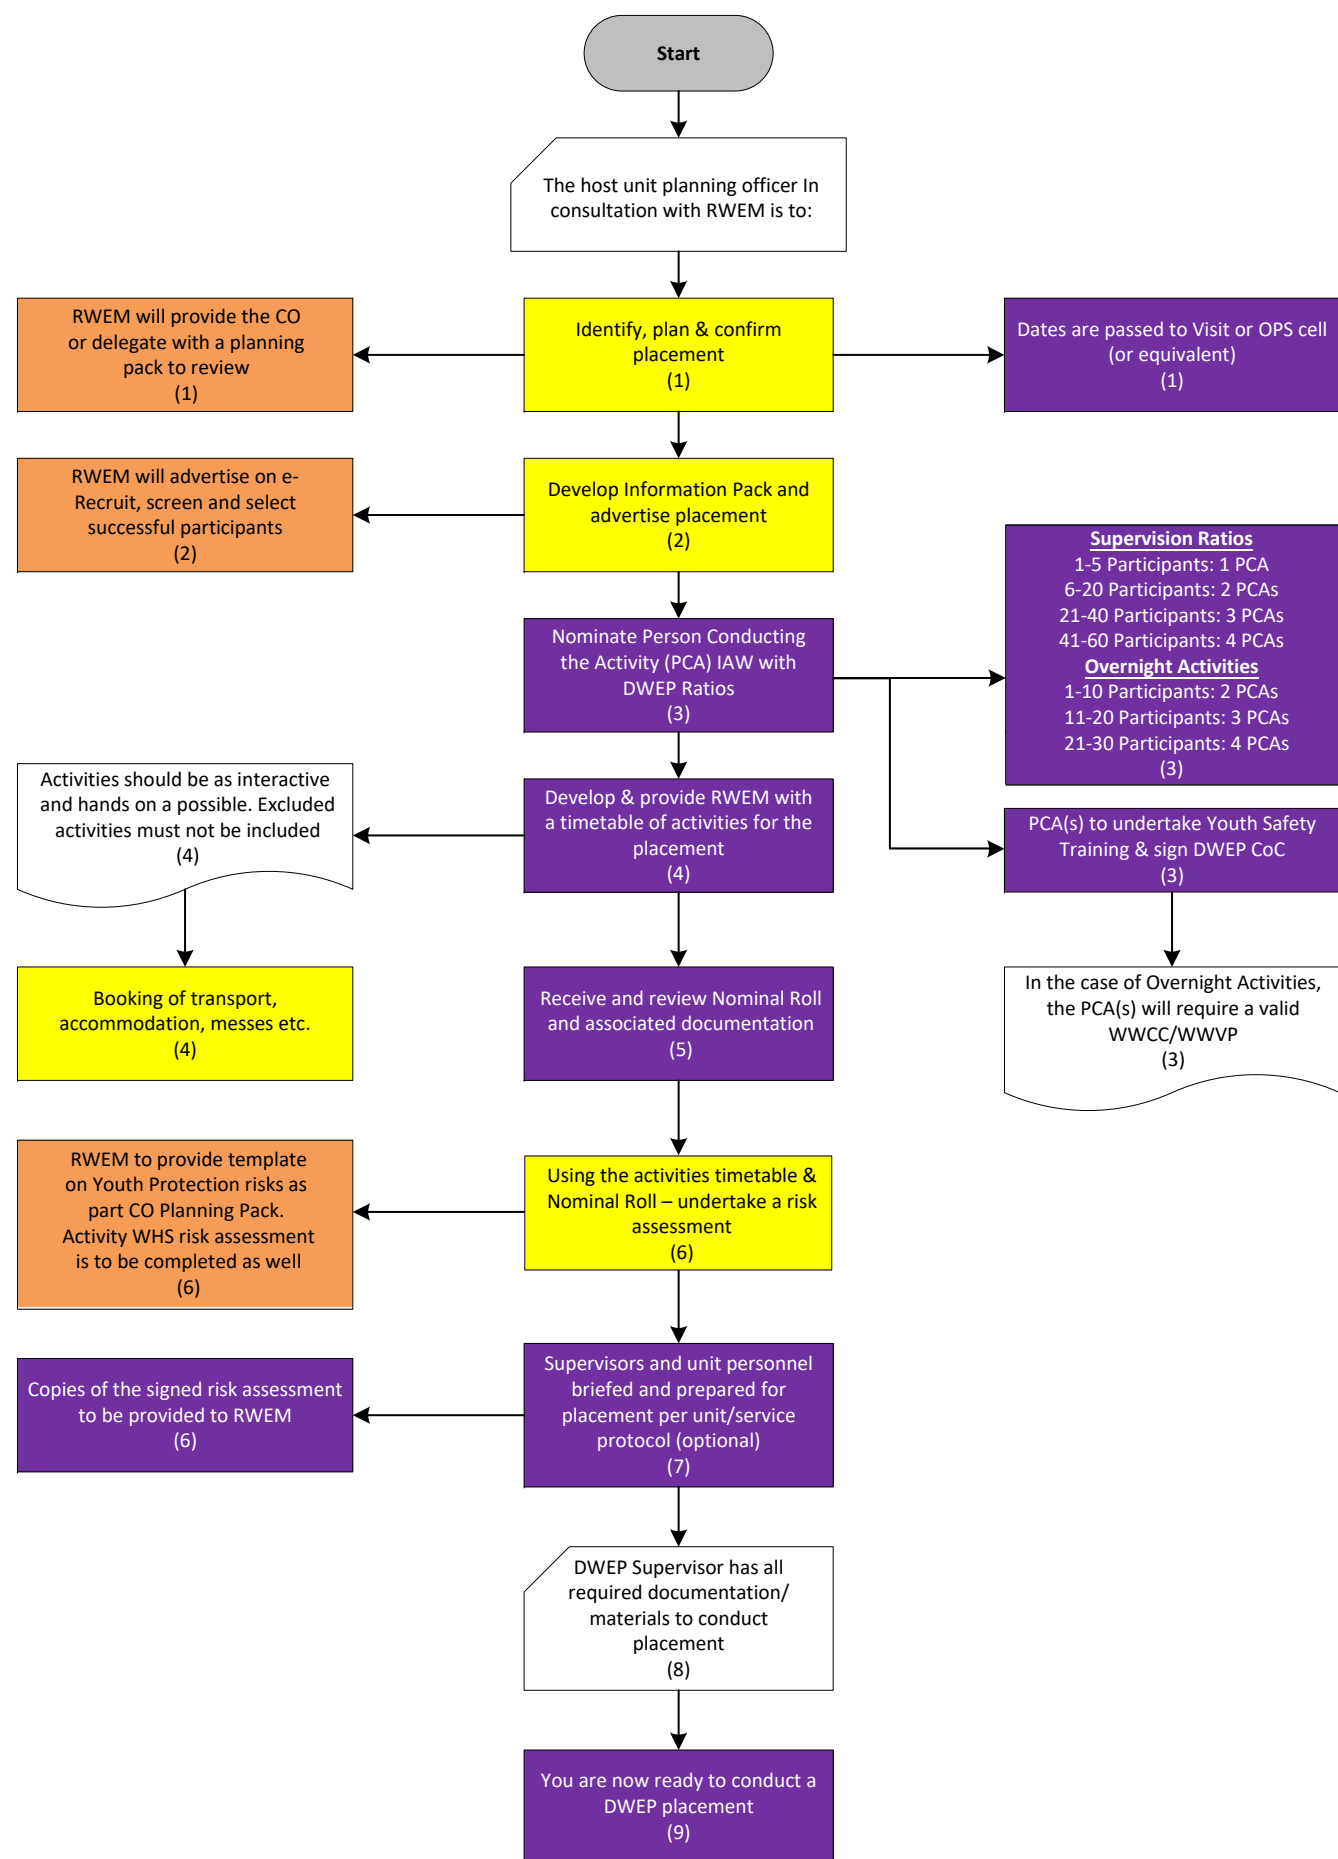 Start
The host unit planning officer In
consultation with RWEM is to:
RWEM will provide the CO
or delegate with a planning
pack to review
(1)
Identify, plan & confirm
placement
(1)
Dates are passed to Visit or OPS cell
(or equivalent)
(1)
RWEM will advertise on e-
Recruit, screen and select
successful participants
(2)
Develop Information Pack and
advertise placement
(2)
Supervision Ratios
1-5 Participants: 1 PCA
6-20 Participants: 2 PCAs
21-40 Participants: 3 PCAs
41-60 Participants: 4 PCAs
Overnight Activities
1-10 Participants: 2 PCAs
11-20 Participants: 3 PCAs
21-30 Participants: 4 PCAs
(3)
Nominate Person Conducting
the Activity (PCA) IAW with
DWEP Ratios
(3)
Activities should be as interactive
and hands on a possible. Excluded
activities must not be included
(4)
Develop & provide RWEM with
a timetable of activities for the
placement
(4)
PCA(s) to undertake Youth Safety
Training & sign DWEP CoC
(3)
Booking of transport,
accommodation, messes etc.
(4)
Receive and review Nominal Roll
and associated documentation
(5)
In the case of Overnight Activities,
the PCA(s) will require a valid
WWCC/WWVP
(3)
RWEM to provide template
on Youth Protection risks as
part CO Planning Pack.
Activity WHS risk assessment
is to be completed as well
(6)
Using the activities timetable &
Nominal Roll – undertake a risk
assessment
(6)
Copies of the signed risk assessment
to be provided to RWEM
(6)
Supervisors and unit personnel
briefed and prepared for
placement per unit/service
protocol (optional)
(7)
DWEP Supervisor has all
required documentation/
materials to conduct
placement
(8)
You are now ready to conduct a
DWEP placement
(9)